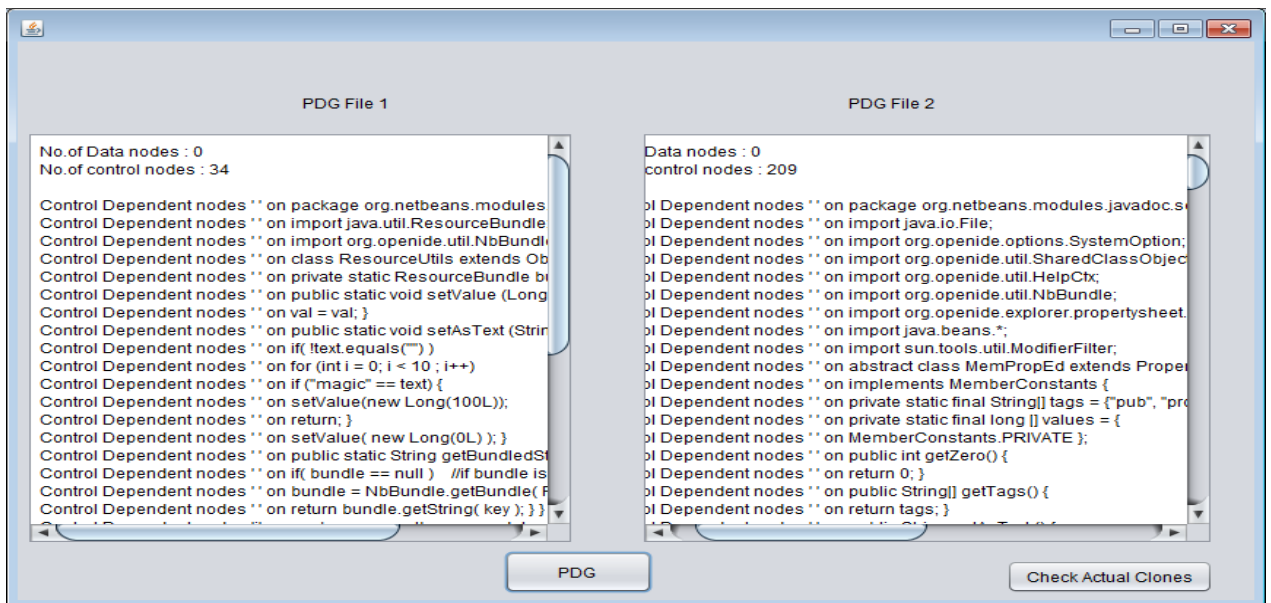 PDG File 1
No.of Data nodes : 0
No.of control nodes : 34
Control Dependent nodes ' ' on package org.netbeans.modules.
Control Dependent nodes ' ' on import java.util.ResourceBundle
Control Dependent nodes ' ' on import org.openide.util.NbBundl
Control Dependent nodes ' ' on class ResourceUtils extends Ob
Control Dependent nodes ' ' on private static ResourceBundle b
Control Dependent nodes ' ' on public static void setValue (Long
Control Dependent nodes ' ' on val = val; }
Control Dependent nodes ' ' on public static void setAsText (Strin
Control Dependent nodes ' ' on if( !text.equals("") )
Control Dependent nodes ' ' on for (int i = 0; i < 10 ; i++)
Control Dependent nodes ' ' on if ("magic" == text) {
Control Dependent nodes ' ' on setValue(new Long(100L));
Control Dependent nodes ' ' on return; }
Control Dependent nodes ' ' on setValue( new Long(0L) ); }
Control Dependent nodes ' ' on public static String getBundledSt
Control Dependent nodes ' ' on if( bundle == null ) //if bundle is
Control Dependent nodes ' ' on bundle = NbBundle.getBundle(
Control Dependent nodes ' ' on return bundle.getString( key ); } }
PDG File 2
Data nodes : 0
control nodes : 209
ol Dependent nodes ' ' on package org.netbeans.modules.javadoc.s
ol Dependent nodes ' ' on import java.io.File;
ol Dependent nodes ' ' on import org.openide.options.SystemOption;
ol Dependent nodes ' ' on import org.openide.util.SharedClassObjec
ol Dependent nodes ' ' on import org.openide.util.HelpCtx;
ol Dependent nodes ' ' on import org.openide.util.NbBundle;
ol Dependent nodes ' ' on import org.openide.explorer.propertysheet.
ol Dependent nodes ' ' on import java.beans.*;
ol Dependent nodes ' ' on import sun.tools.util.ModifierFilter;
ol Dependent nodes ' ' on abstract class MemPropEd extends Proper
ol Dependent nodes ' ' on implements MemberConstants {
ol Dependent nodes ' ' on private static final String[] tags = {"pub", "pro
ol Dependent nodes ' ' on private static final long [] values = {
ol Dependent nodes ' ' on MemberConstants.PRIVATE };
ol Dependent nodes ' ' on public int getZero() {
ol Dependent nodes ' ' on return 0; }
ol Dependent nodes ' ' on public String[] getTags() {
ol Dependent nodes ' ' on return tags; }
PDG
Check Actual Clones